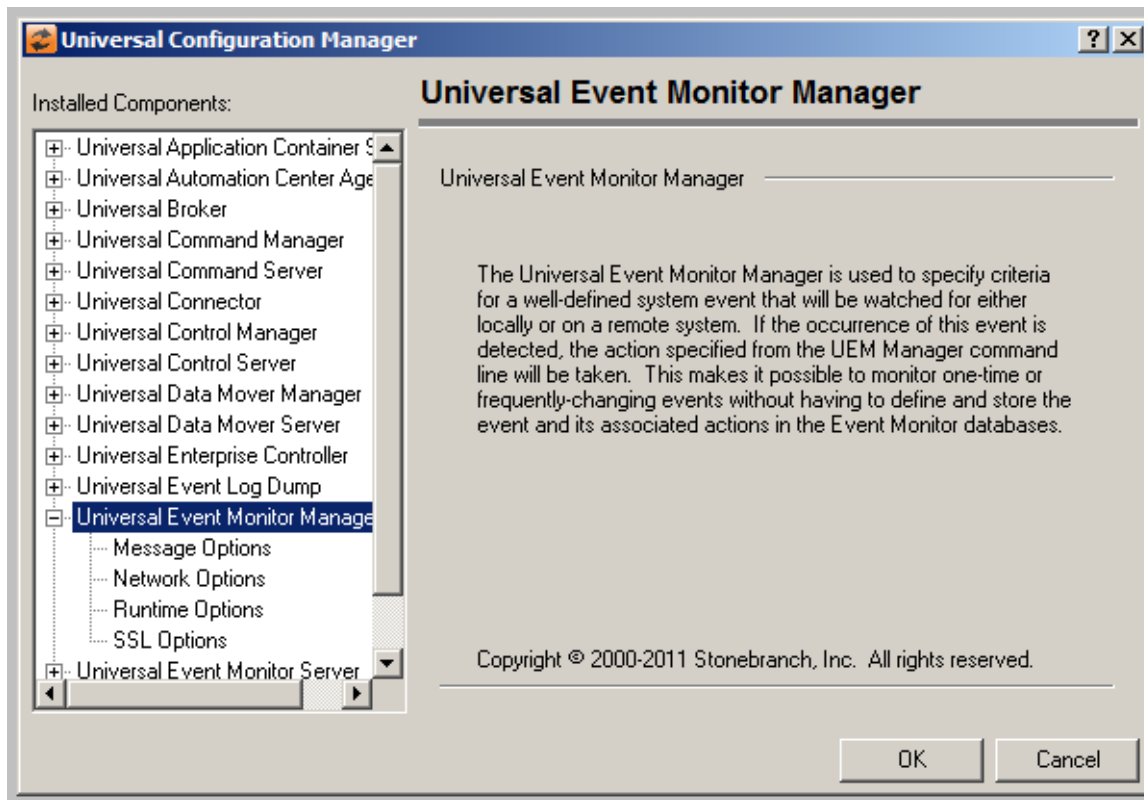 Universal Configuration Manager
Installed Components:
Universal Application Container S
Universal Automation Center Age
Universal Broker
Universal Command Manager
Universal Command Server
Universal Connector
Universal Control Manager
Universal Control Server
Universal Data Mover Manager
Universal Data Mover Server
Universal Enterprise Controller
Universal Event Log Dump
Universal Event Monitor Manage
Message Options
Network Options
Runtime Options
SSL Options
Universal Event Monitor Server
Universal Event Monitor Manager
Universal Event Monitor Manager
The Universal Event Monitor Manager is used to specify criteria
for a well-defined system event that will be watched for either
locally or on a remote system.  If the occurrence of this event is
detected, the action specified from the UEM Manager command
line will be taken.  This makes it possible to monitor one-time or
frequently-changing events without having to define and store the
event and its associated actions in the Event Monitor databases.
Copyright © 2000-2011 Stonebranch, Inc.  All rights reserved.
OK
Cancel